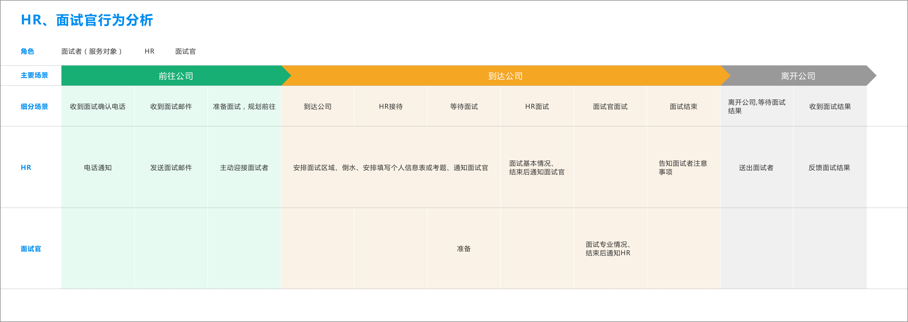 HR、面试官行为分析
角色 面试者（服务对象） HR 面试官
主要场景 前往公司 到达公司 离开公司
细分场景 收到面试确认电话 收到面试邮件 准备面试，规划前往 到达公司 HR接待 等待面试 HR面试 面试官面试 面试结束 离开公司,等待面试
结果 收到面试结果
HR 电话通知 发送面试邮件 主动迎接面试者 安排面试区域、倒水、安排填写个人信息表或考题、通知面试官 面试基本情况、
结束后通知面试官 告知面试者注意
事项 送出面试者 反馈面试结果
面试官 准备 面试专业情况、
结束后通知HR